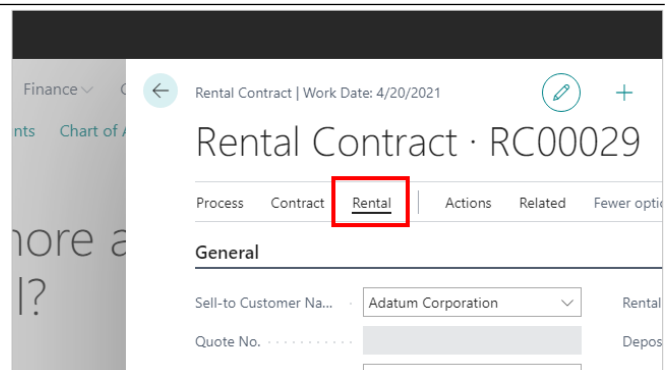 Finance
Rental Contract | Work Date: 4/20/2021
nts Chart of A
Rental Contract · RC00029
Process Contract Rental Actions Related Fewer optio
General
nore a
l?
Sell-to Customer Na... Adatum Corporation Rental
Quote No. Depos